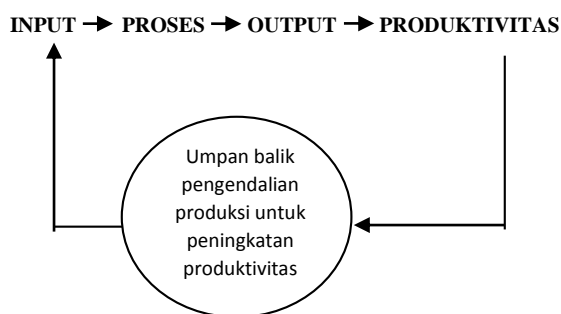 INPUT PROSES OUTPUT PRODUKTIVITAS
Umpan balik
pengendalian
produksi untuk
peningkatan
produktivitas